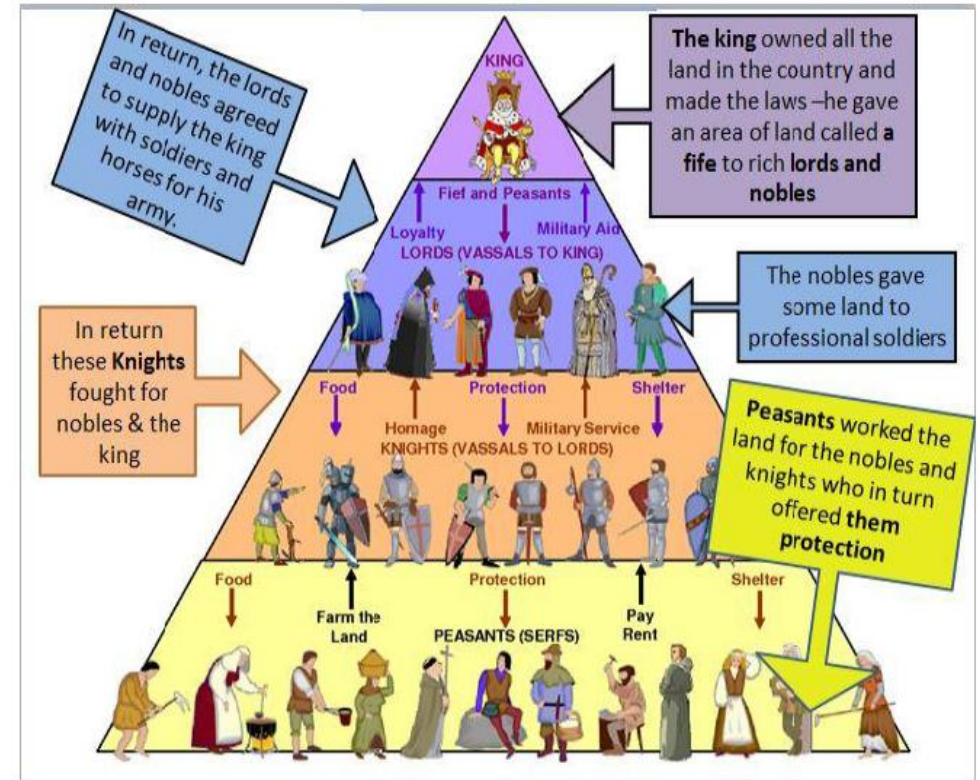 In return, the lords
and nobles agreed
to supply the king
with soldiers and
horses for his
army.
The king owned all the
land in the country and
made the laws –he gave
an area of land called a
fife to rich lords and
nobles
KING
Fief and Peasants
Loyalty
Military Aid
LORDS (VASSALS TO KING)
The nobles gave
some land to
professional soldiers
In return
these Knights
fought for
nobles & the
king
Food
Protection
Shelter
Homage
Military Service
KNIGHTS (VASSALS TO LORDS)
Peasants worked the
land for the nobles and
knights who in turn
offered them
protection
Food
Protection
Shelter
Farm the
Land
Pay
Rent
PEASANTS (SERFS)